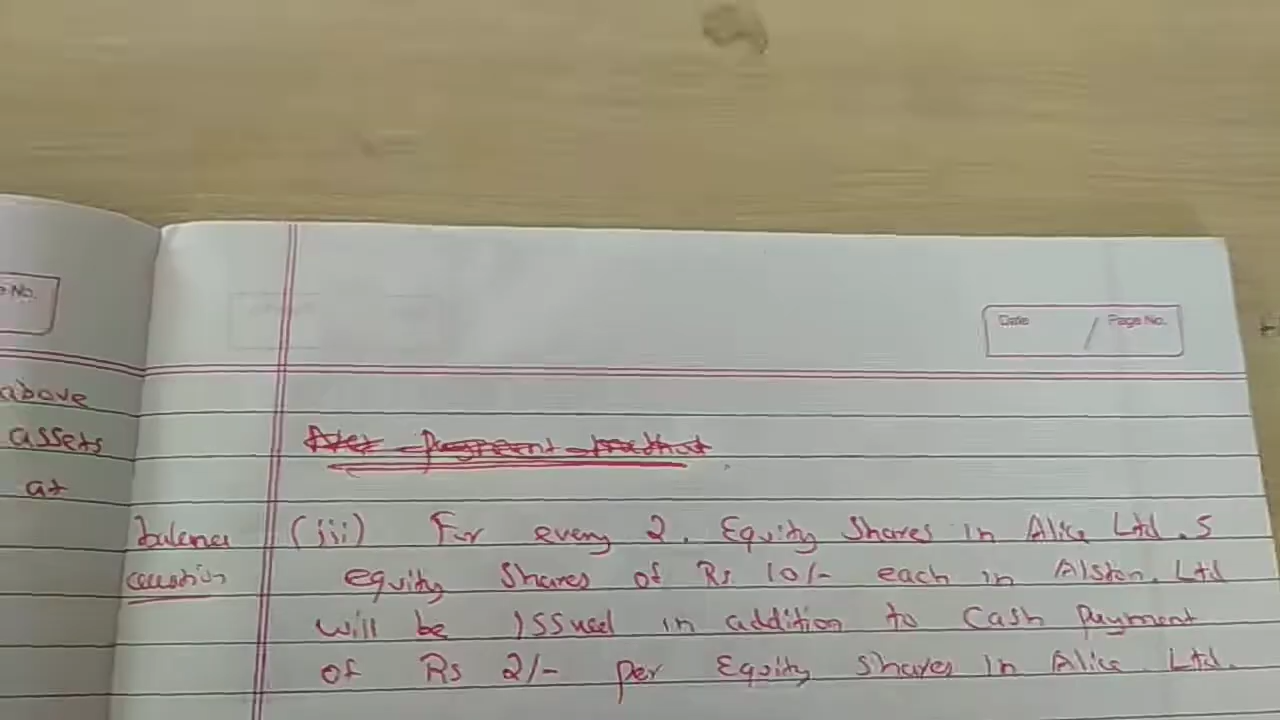 e No.
Date / Page No.
above
assets
at
balance
(iii) For every 2. Equity Shares in Alice Ltd. 5
equity Shares of Rs 10/- each in Alston. Ltd
will be issued in addition to Cash Payment
of Rs 2/- per Equity Shares in Alice. Ltd.